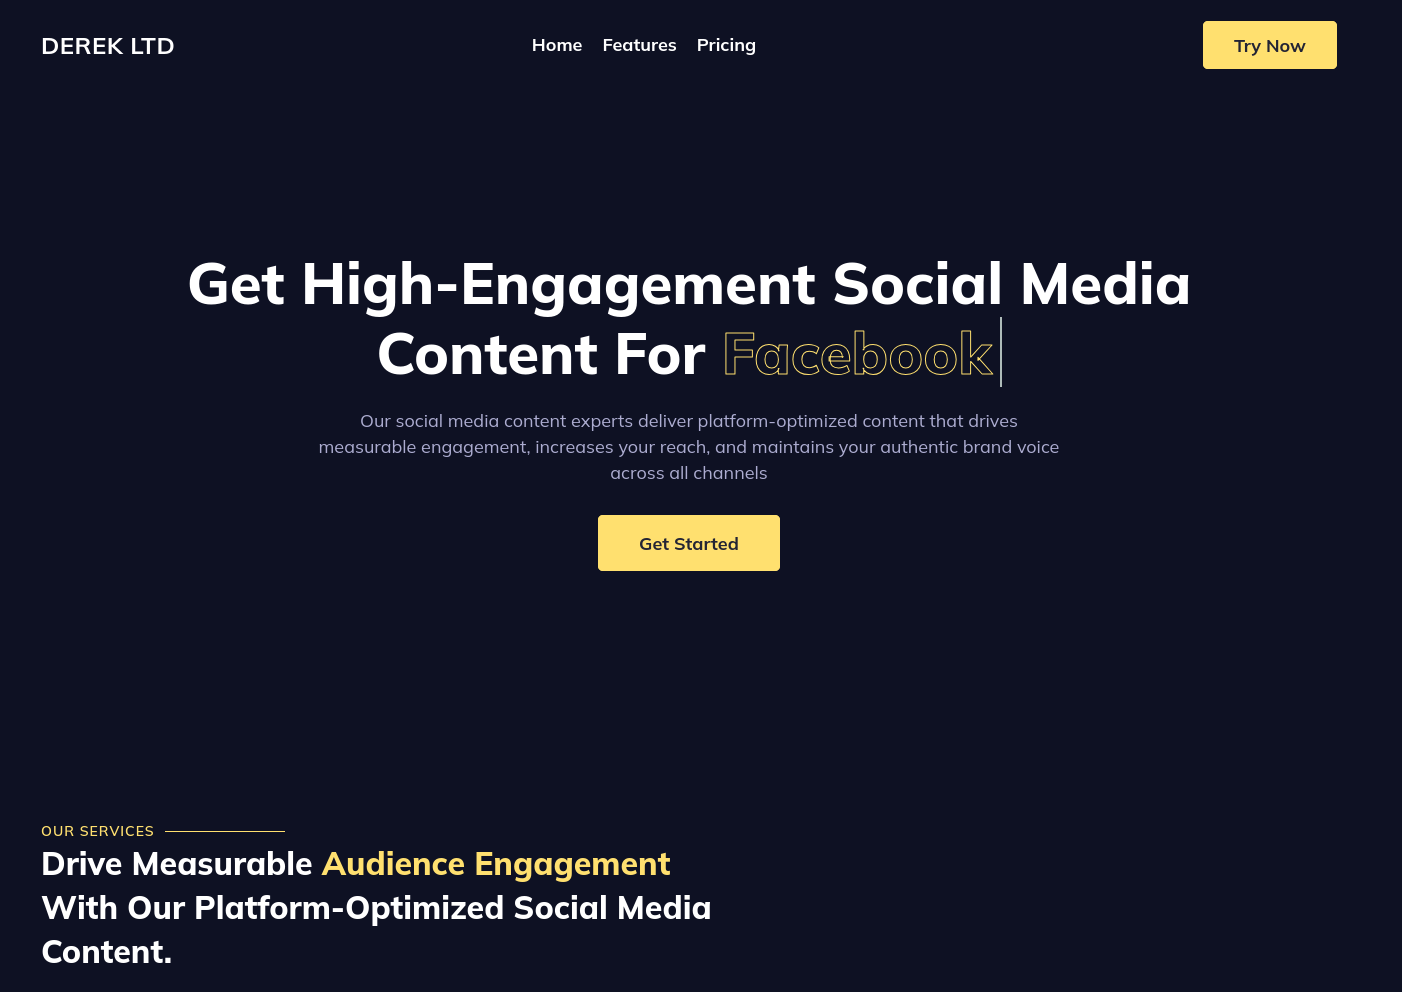 DEREK LTD
Home Features Pricing
Try Now
Get High-Engagement Social Media
Content For Facebook
Our social media content experts deliver platform-optimized content that drives
measurable engagement, increases your reach, and maintains your authentic brand voice
across all channels
Get Started
OUR SERVICES
Drive Measurable Audience Engagement
With Our Platform-Optimized Social Media
Content.